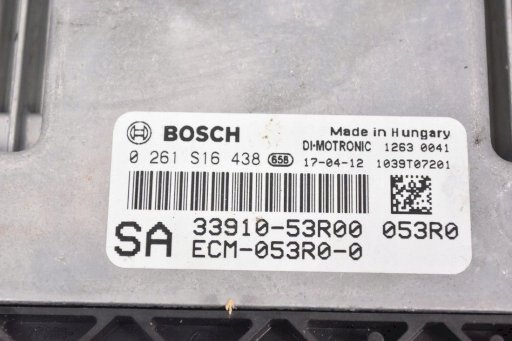 BOSCH Made in Hungary
DI-MOTRONIC 1263 0041
0 261 S16 438 658 17-04-12 1039T07201
SA 33910-53R00 053R0
ECM-053R0-0